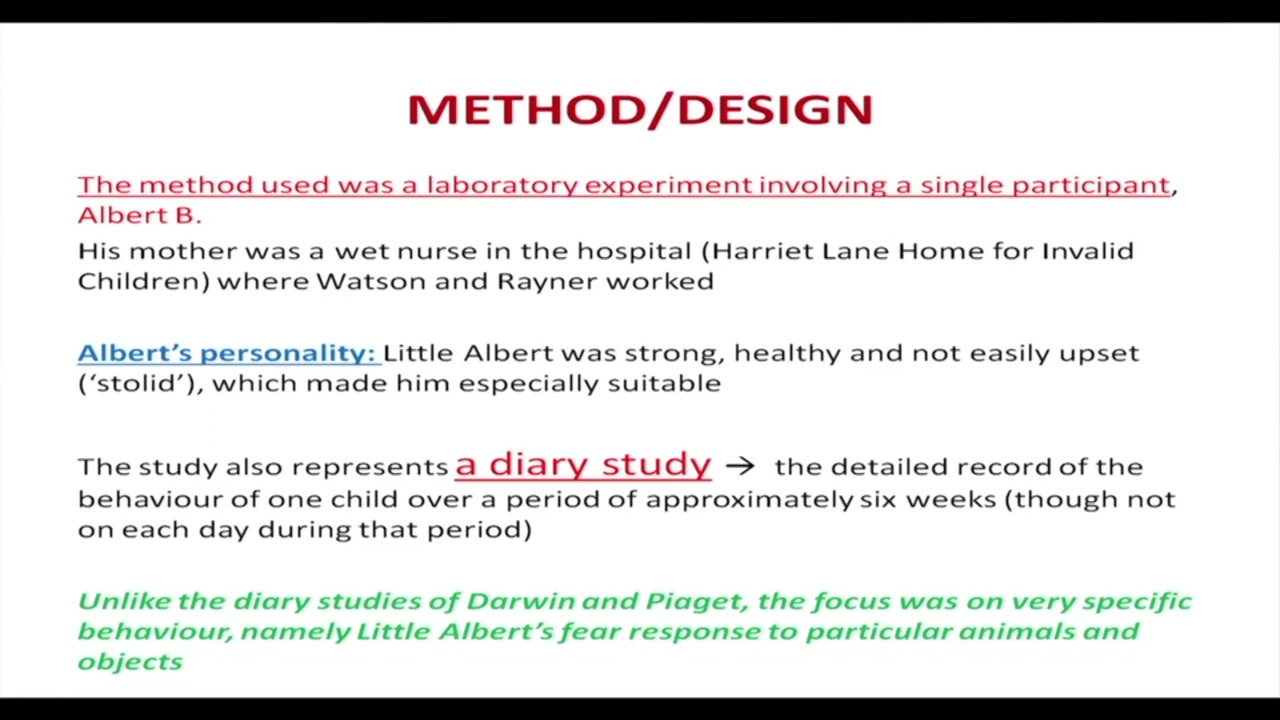 METHOD/DESIGN
The method used was a laboratory experiment involving a single participant,
Albert B.
His mother was a wet nurse in the hospital (Harriet Lane Home for Invalid
Children) where Watson and Rayner worked
Albert’s personality: Little Albert was strong, healthy and not easily upset
(‘stolid’), which made him especially suitable
The study also represents a diary study → the detailed record of the
behaviour of one child over a period of approximately six weeks (though not
on each day during that period)
Unlike the diary studies of Darwin and Piaget, the focus was on very specific
behaviour, namely Little Albert’s fear response to particular animals and
objects